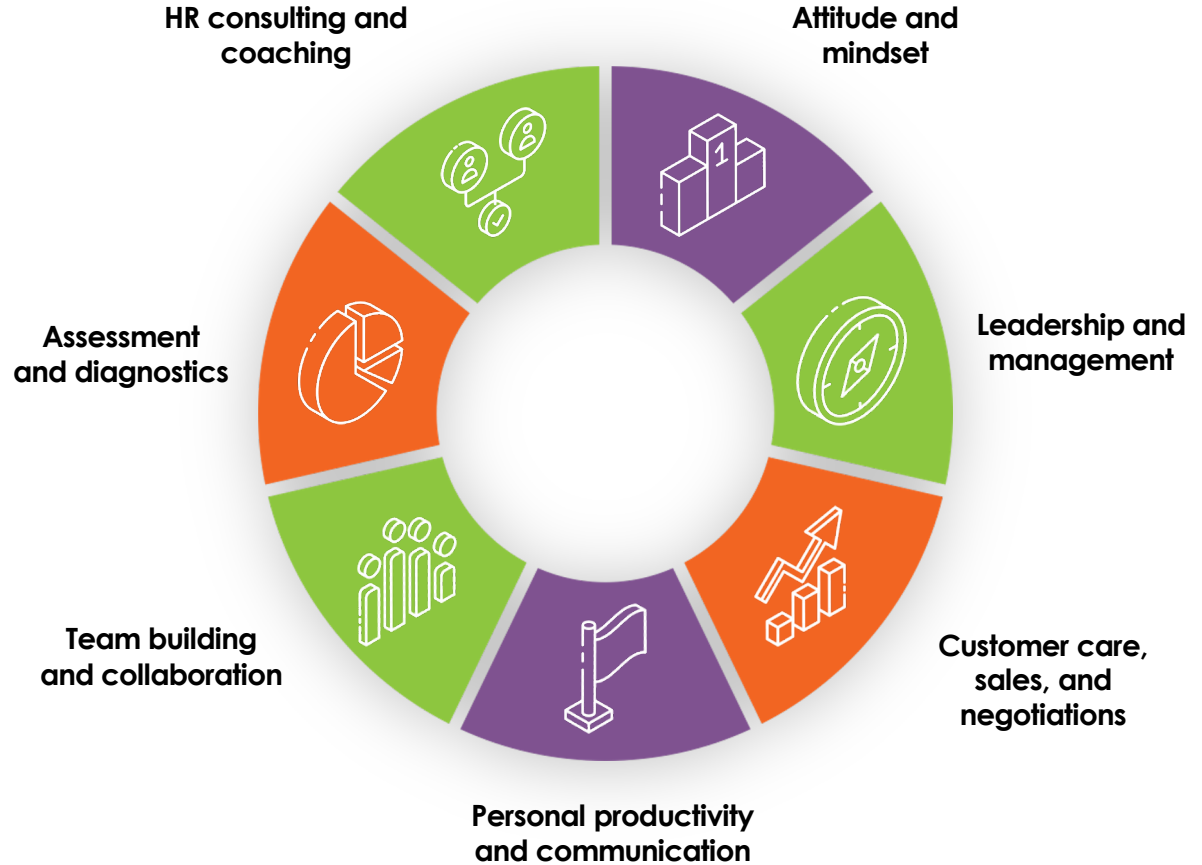 HR consulting and
coaching
Attitude and
mindset
1
Leadership and
management
Assessment
and diagnostics
Team building
and collaboration
Customer care,
sales, and
negotiations
Personal productivity
and communication